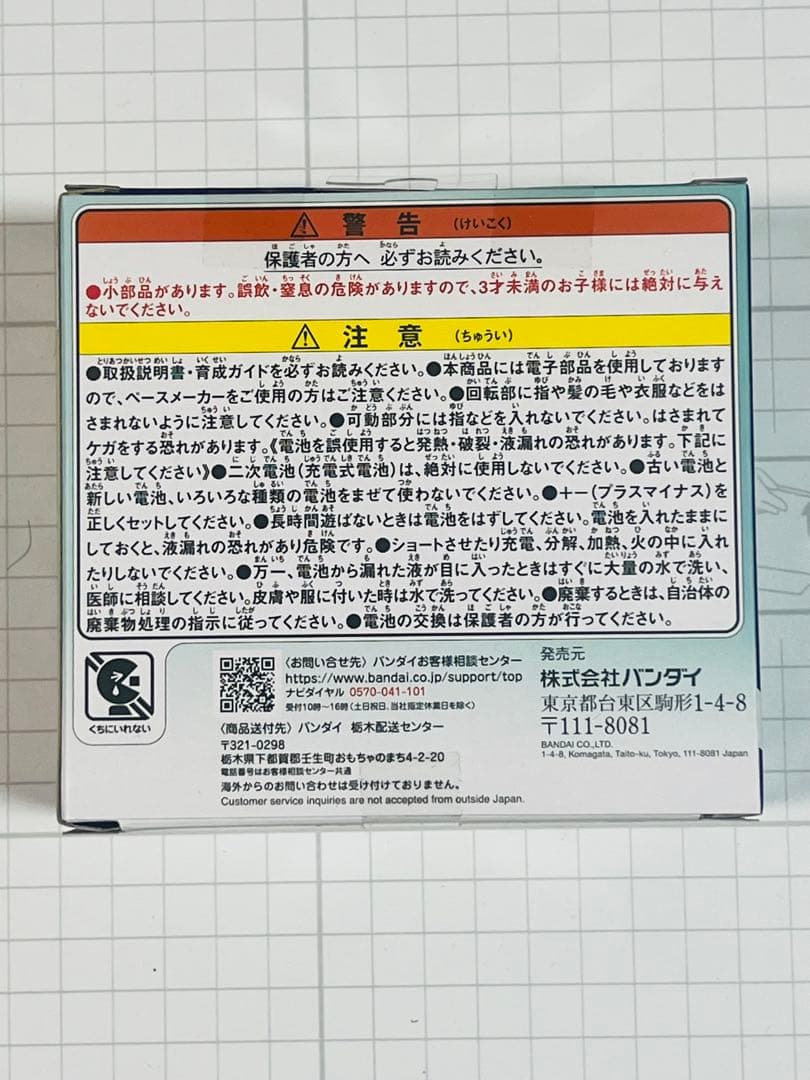 警告 (けいこく)
保護者の方へ 必ずお読みください。
●小部品があります。誤飲・窒息の危険がありますので、3才未満のお子様には絶対に与え
ないでください。
注意 (ちゅうい)
●取扱説明書・育成ガイドを必ずお読みください。●本商品には電子部品を使用しております
ので、ペースメーカーをご使用の方はご注意ください。●回転部に指や髪の毛や衣服などをは
さまれないように注意してください。●可動部分には指などを入れないでください。はさまれて
ケガをする恐れがあります。《電池を誤使用すると発熱・破裂・液漏れの恐れがあります。下記に
注意してください》●二次電池(充電式電池)は、絶対に使用しないでください。●古い電池と
新しい電池、いろいろな種類の電池をまぜて使わないでください。●+-(プラスマイナス)を
正しくセットしてください。●長時間遊ばないときは電池をはずしてください。電池を入れたままに
しておくと、液漏れの恐れがあり危険です。●ショートさせたり充電、分解、加熱、火の中に入れ
たりしないでください。●万一、電池から漏れた液が目に入ったときはすぐに大量の水で洗い、
医師に相談してください。皮膚や服に付いた時は水で洗ってください。●廃棄するときは、自治体の
廃棄物処理の指示に従ってください。●電池の交換は保護者の方が行ってください。
くちにいれない
〈お問い合せ先〉バンダイお客様相談センター
https://www.bandai.co.jp/support/top
ナビダイヤル 0570-041-101
受付10時~16時(土日祝日、当社指定休業日を除く)
〈商品送付先〉バンダイ 栃木配送センター
〒321-0298
栃木県下都賀郡壬生町おもちゃのまち4-2-20
電話番号はお客様相談センター共通
海外からのお問い合わせは受け付けておりません。
Customer service inquiries are not accepted from outside Japan.
発売元
株式会社バンダイ
東京都台東区駒形1-4-8
〒111-8081
BANDAI CO.,LTD.
1-4-8, Komagata, Taito-ku, Tokyo, 111-8081 Japan